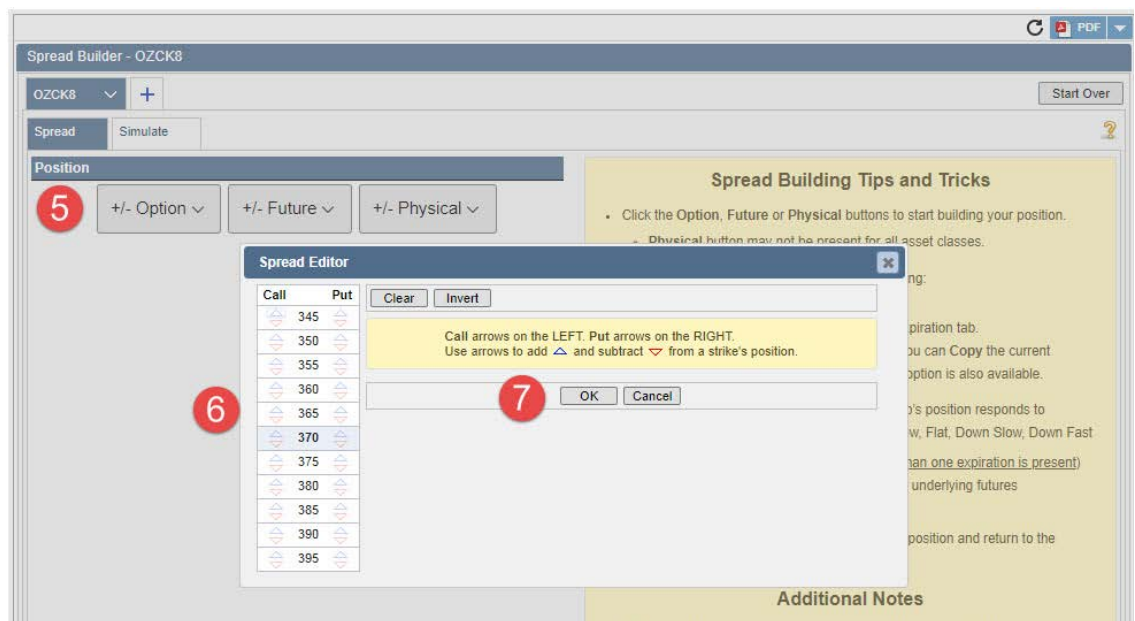 PDF
Spread Builder - OZCK8
OZCK8 +
Start Over
Spread Simulate
?
Position
5
+/- Option
+/- Future
+/- Physical
Spread Building Tips and Tricks
• Click the Option, Future or Physical buttons to start building your position.
• Physical button may not be present for all asset classes.
ng:
piration tab.
ou can Copy the current
option is also available.
o's position responds to
w, Flat, Down Slow, Down Fast
han one expiration is present)
underlying futures
position and return to the
Additional Notes
Spread Editor
Call Put
345
350
355
360
365
370
375
380
385
390
395
6
Clear Invert
Call arrows on the LEFT. Put arrows on the RIGHT.
Use arrows to add and subtract from a strike's position.
7
OK Cancel